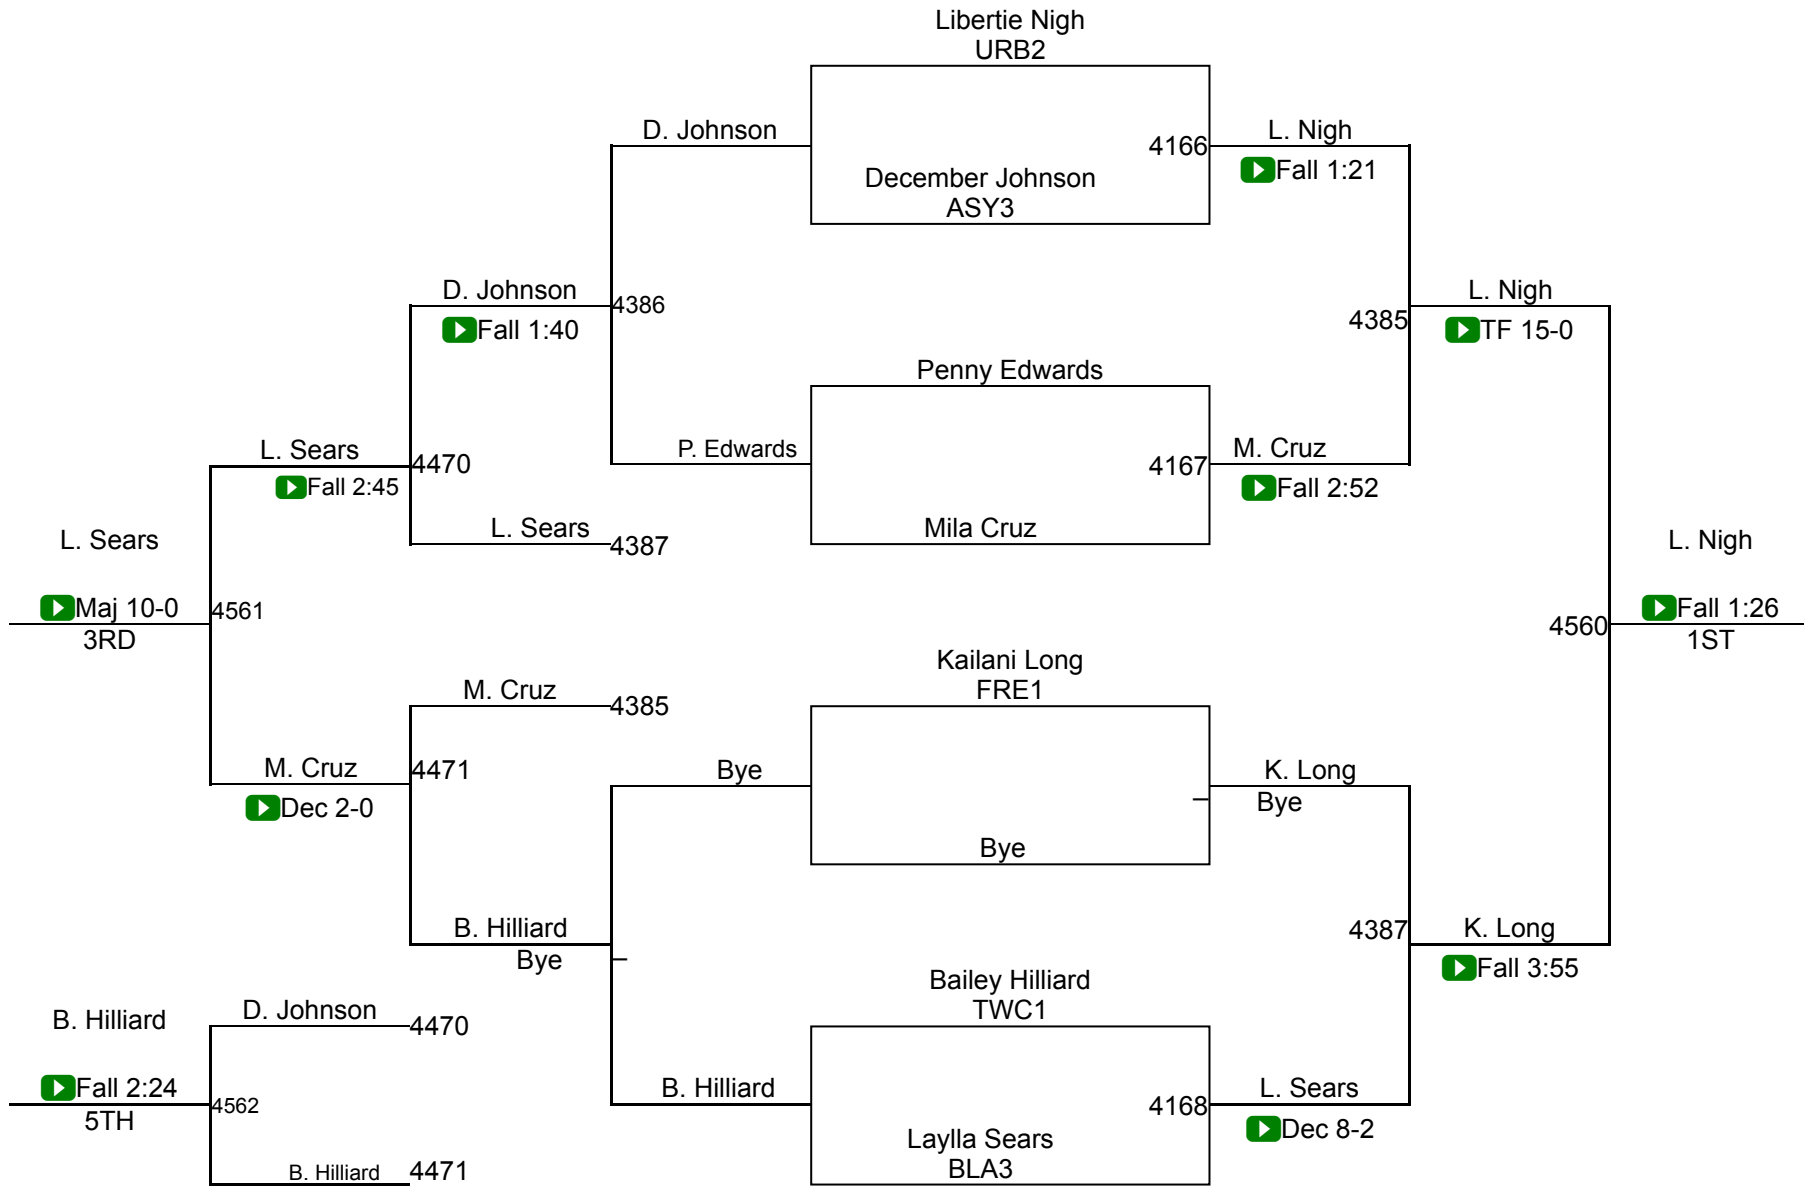 Libertie Nigh
URB2
D. Johnson
4166
L. Nigh
Fall 1:21
December Johnson
ASY3
D. Johnson
4386
Fall 1:40
4385
L. Nigh
TF 15-0
Penny Edwards
L. Sears
4470
Fall 2:45
P. Edwards
4167
M. Cruz
Fall 2:52
L. Sears
4387
Mila Cruz
L. Sears
Maj 10-0
3RD
4561
L. Nigh
4560
Fall 1:26
1ST
Kailani Long
FRE1
M. Cruz
4385
M. Cruz
4471
Dec 2-0
Bye
K. Long
Bye
Bye
B. Hilliard
Bye
4387
K. Long
Fall 3:55
Bailey Hilliard
TWC1
B. Hilliard
D. Johnson
4470
Fall 2:24
5TH
4562
B. Hilliard
4168
L. Sears
Dec 8-2
Laylla Sears
BLA3
B. Hilliard
4471